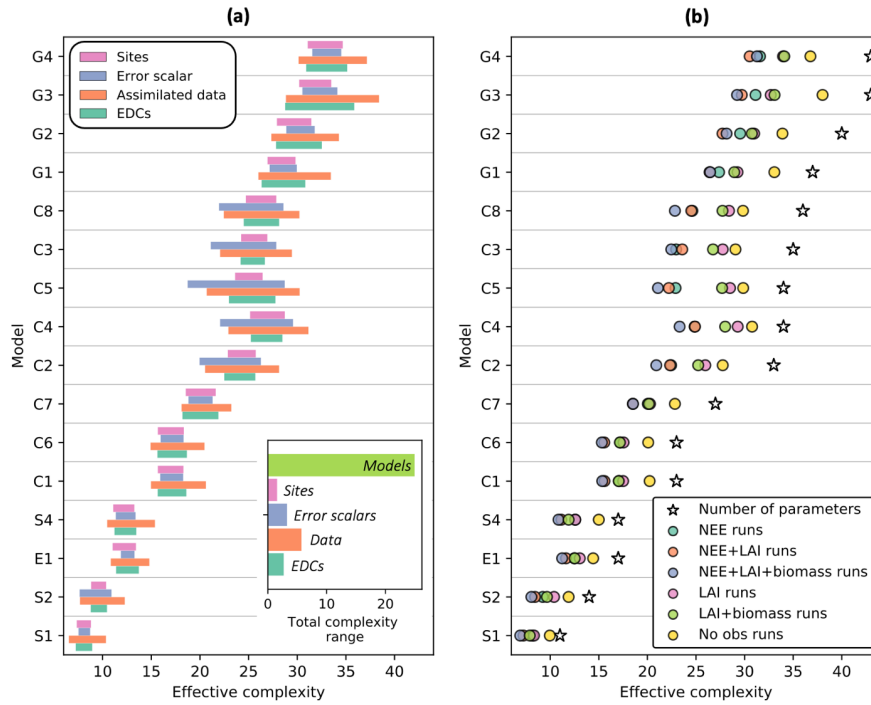 (a)
Sites
Error scalar
Assimilated data
EDCs
Model
G4
G3
G2
G1
C8
C3
C5
C4
C2
C7
C6
C1
S4
E1
S2
S1
Models
Sites
Error scalars
Data
EDCs
0 20
Total complexity
range
10 15 20 25 30 35 40
Effective complexity
(b)
Model
G4
G3
G2
G1
C8
C3
C5
C4
C2
C7
C6
C1
S4
E1
S2
S1
Number of parameters
NEE runs
NEE+LAI runs
NEE+LAI+biomass runs
LAI runs
LAI+biomass runs
No obs runs
10 15 20 25 30 35 40
Effective complexity